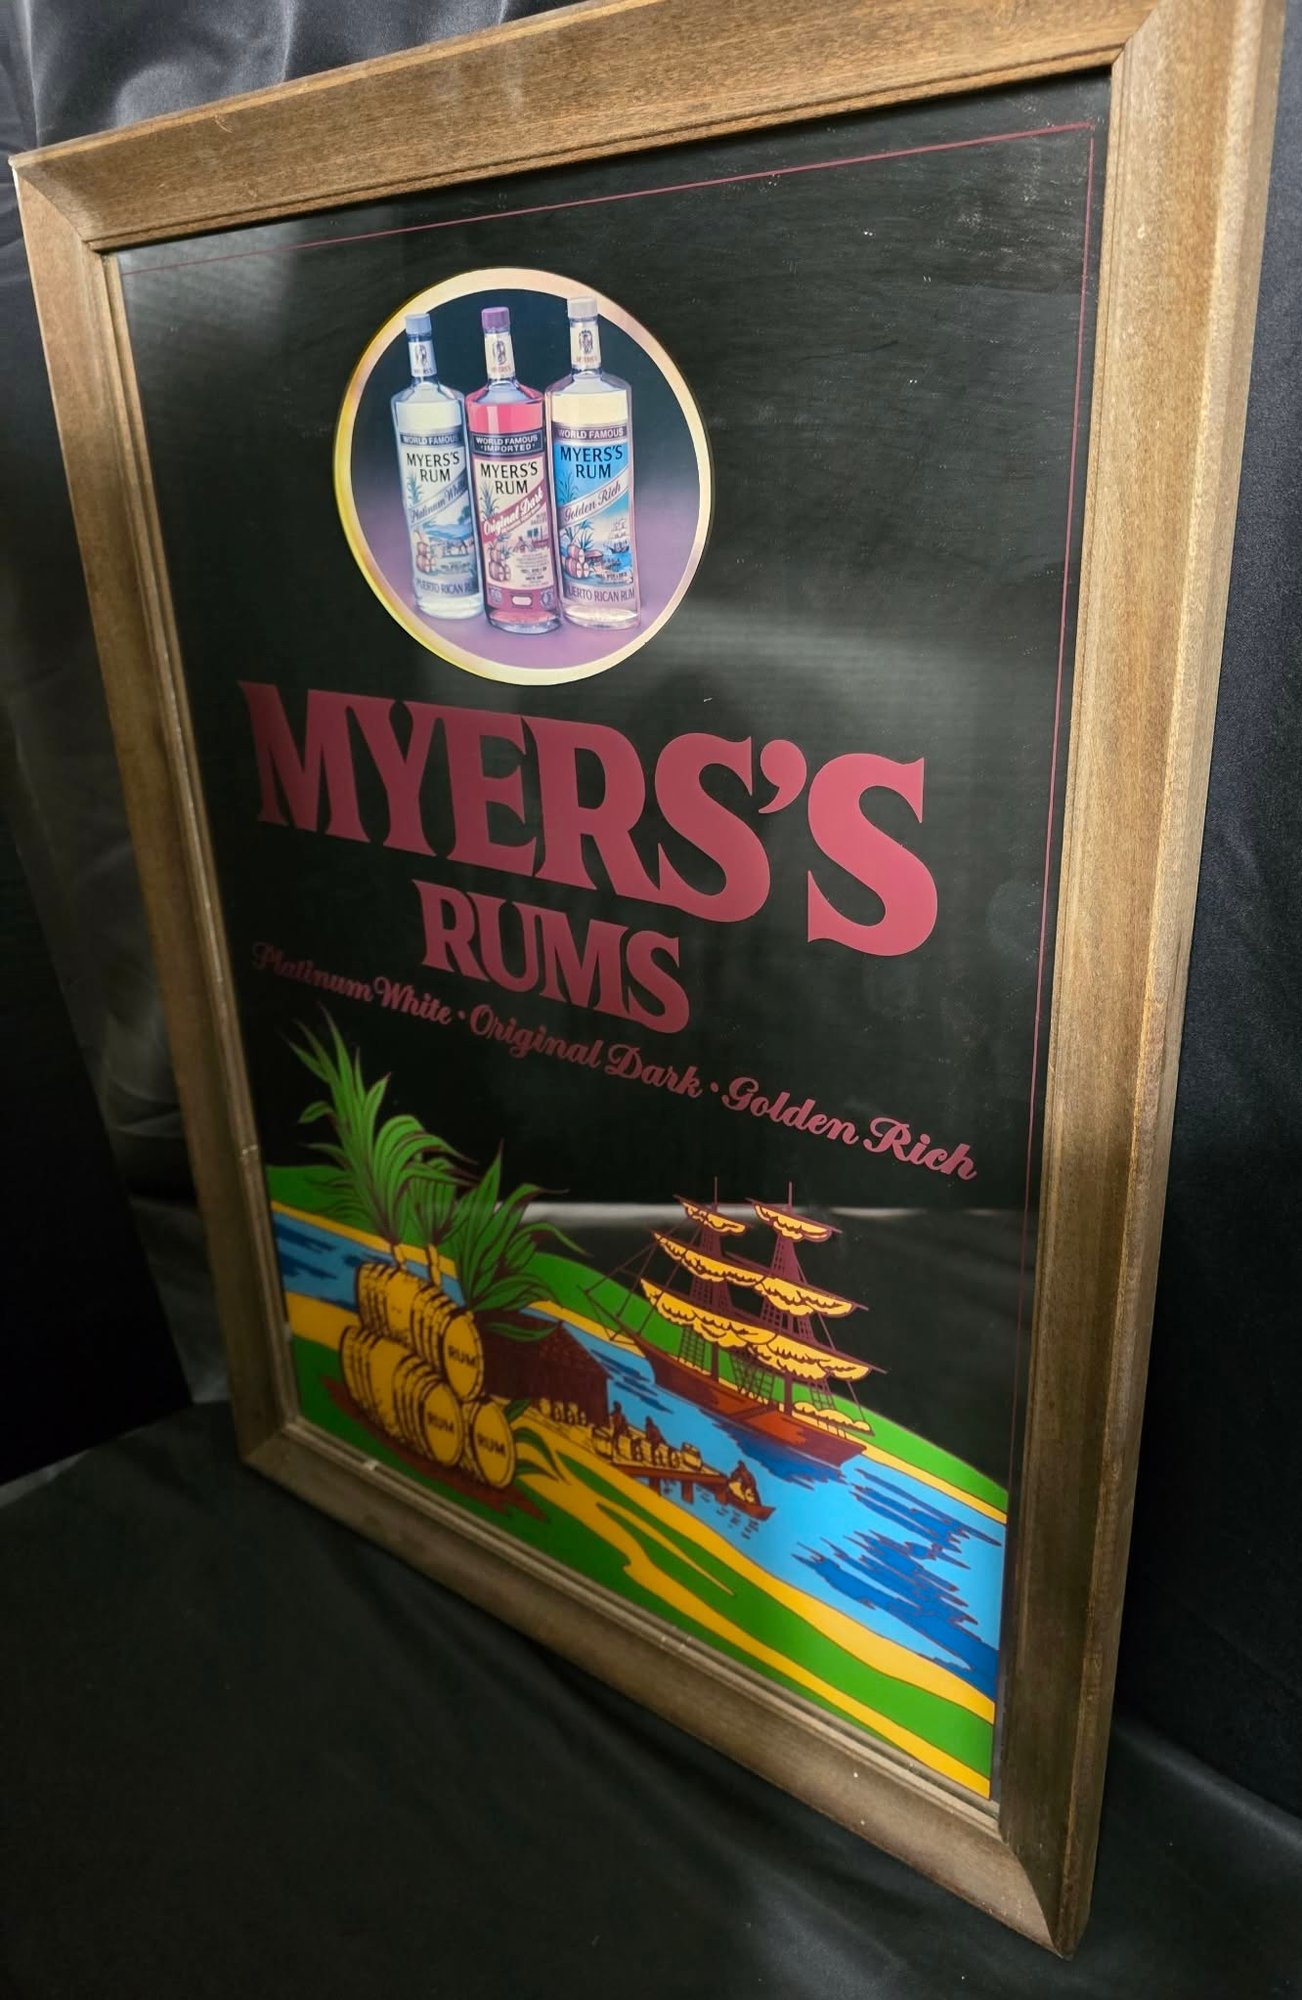 WORLD FAMOUS
MYERS'S
RUM
Platinum White
PUERTO RICAN RUM
WORLD FAMOUS
·IMPORTED·
MYERS'S
RUM
Original Dark
WORLD FAMOUS
MYERS'S
RUM
Golden Rich
PUERTO RICAN RUM
MYERS'S
RUMS
Platinum White · Original Dark · Golden Rich
RUM
RUM
RUM